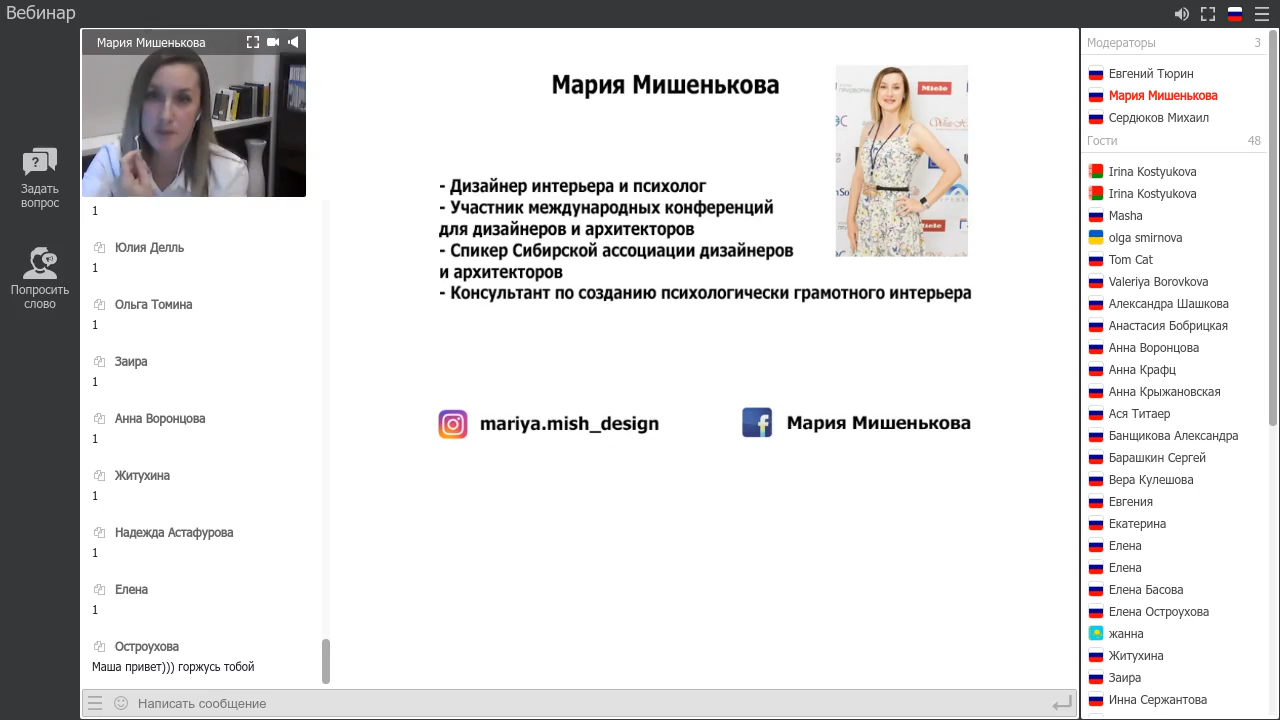 Вебинар
Мария Мишенькова
Задать
вопрос
Попросить
слово
1
Юлия Делль
1
Ольга Томина
1
Заира
1
Анна Воронцова
1
Житухина
1
Надежда Астафурова
1
Елена
1
Остроухова
Маша привет))) горжусь тобой
Написать сообщение
Мария Мишенькова
Miele
Miele
- Дизайнер интерьера и психолог
- Участник международных конференций
для дизайнеров и архитекторов
- Спикер Сибирской ассоциации дизайнеров
и архитекторов
- Консультант по созданию психологически грамотного интерьера
mariya.mish_design
Мария Мишенькова
Модераторы 3
Евгений Тюрин
Мария Мишенькова
Сердюков Михаил
Гости 48
Irina Kostyukova
Irina Kostyukova
Masha
olga smirnova
Tom Cat
Valeriya Borovkova
Александра Шашкова
Анастасия Бобрицкая
Анна Воронцова
Анна Крафц
Анна Крыжановская
Ася Титаер
Банщикова Александра
Барашкин Сергей
Вера Кулешова
Евгения
Екатерина
Елена
Елена
Елена Басова
Елена Остроухова
жанна
Житухина
Заира
Инна Сержантова